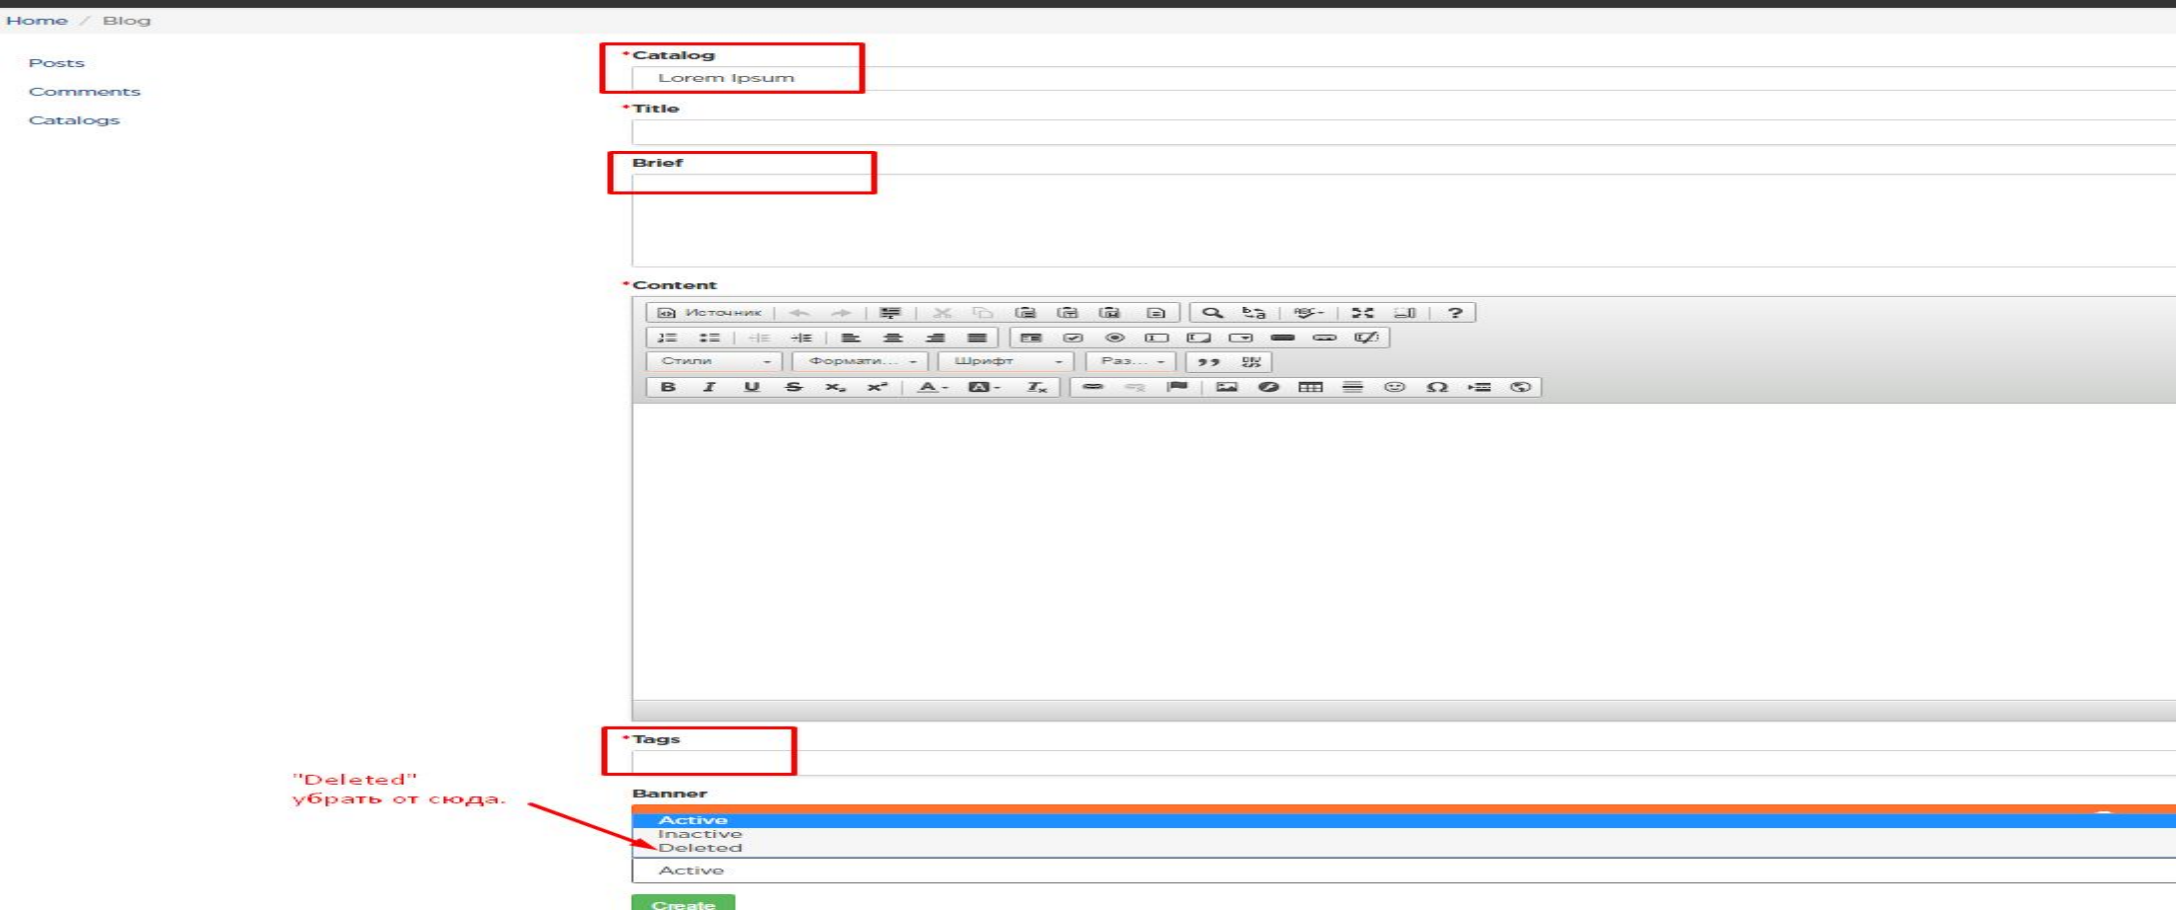 Home / Blog
Posts
Comments
Catalogs
*Catalog
Lorem Ipsum
*Title
Brief
*Content
Источник
Стили
Формати...
Шрифт
Раз...
*Tags
"Deleted"
убрать от сюда.
Banner
Active
Inactive
Deleted
Active
Create